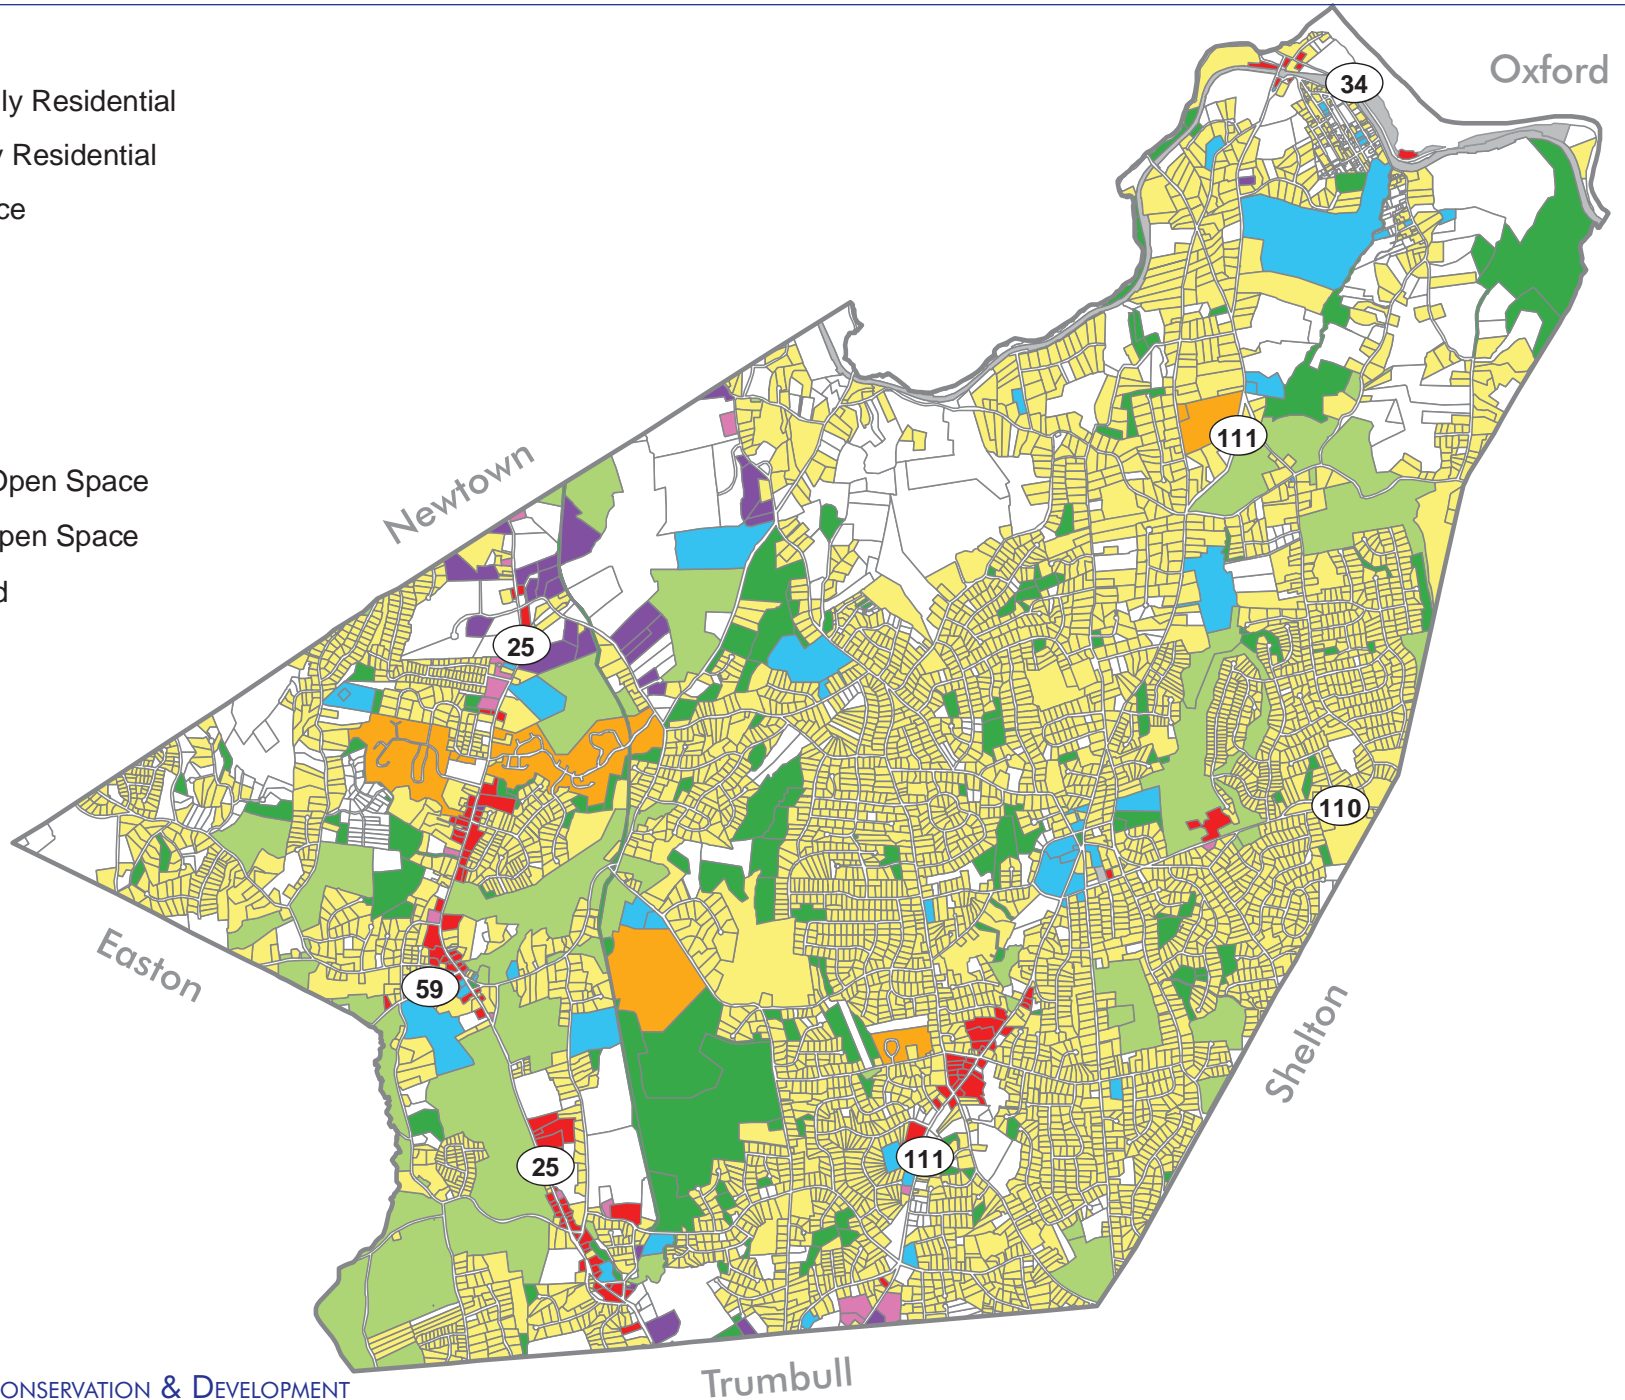 Oxford
34
ly Residential
y Residential
ce
111
Newtown
Open Space
pen Space
d
25
110
Easton
59
Shelton
25
111
Trumbull
ONSERVATION & DEVELOPMENT